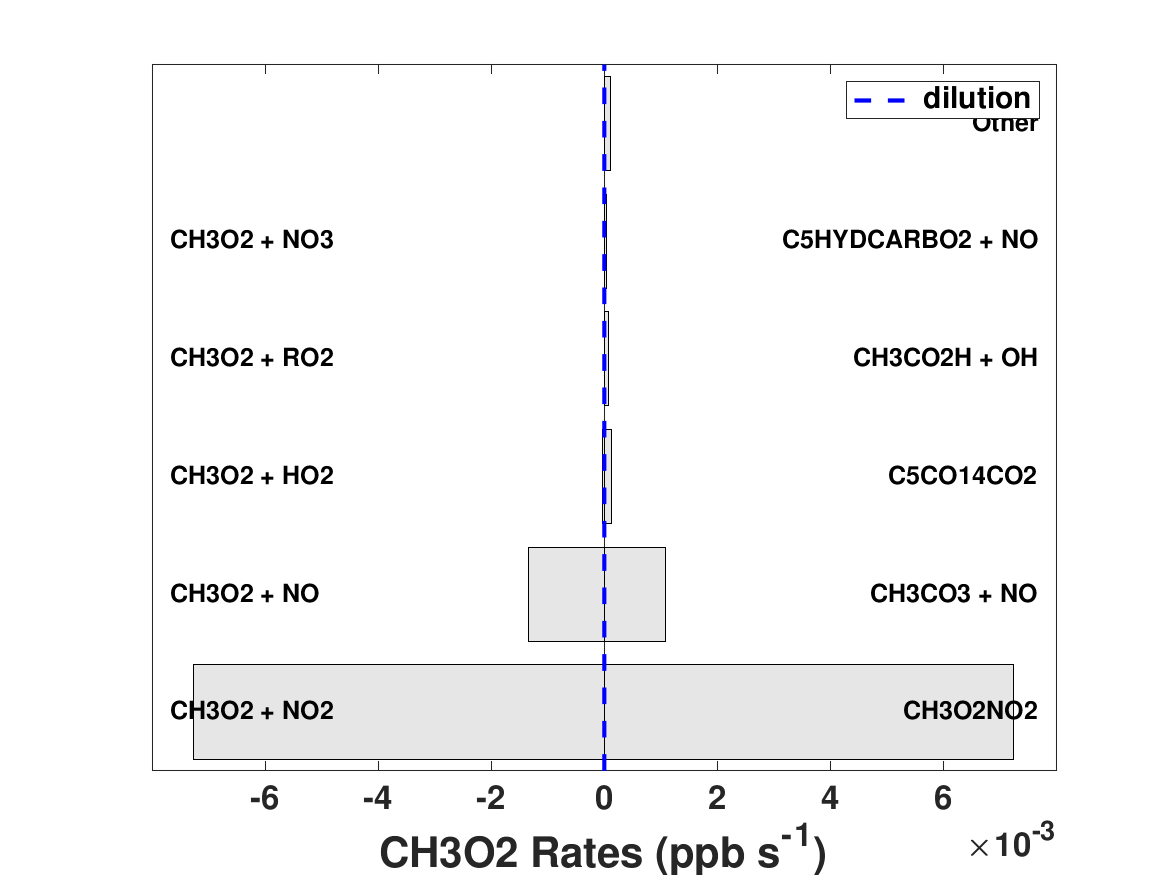 dilution
Other
CH3O2 + NO3
C5HYDCARBO2 + NO
CH3O2 + RO2
CH3CO2H + OH
CH3O2 + HO2
C5CO14CO2
CH3O2 + NO
CH3CO3 + NO
CH3O2 + NO2
CH3O2NO2
-6 -4 -2 0 2 4 6
×10-3
CH3O2 Rates (ppb s-1)